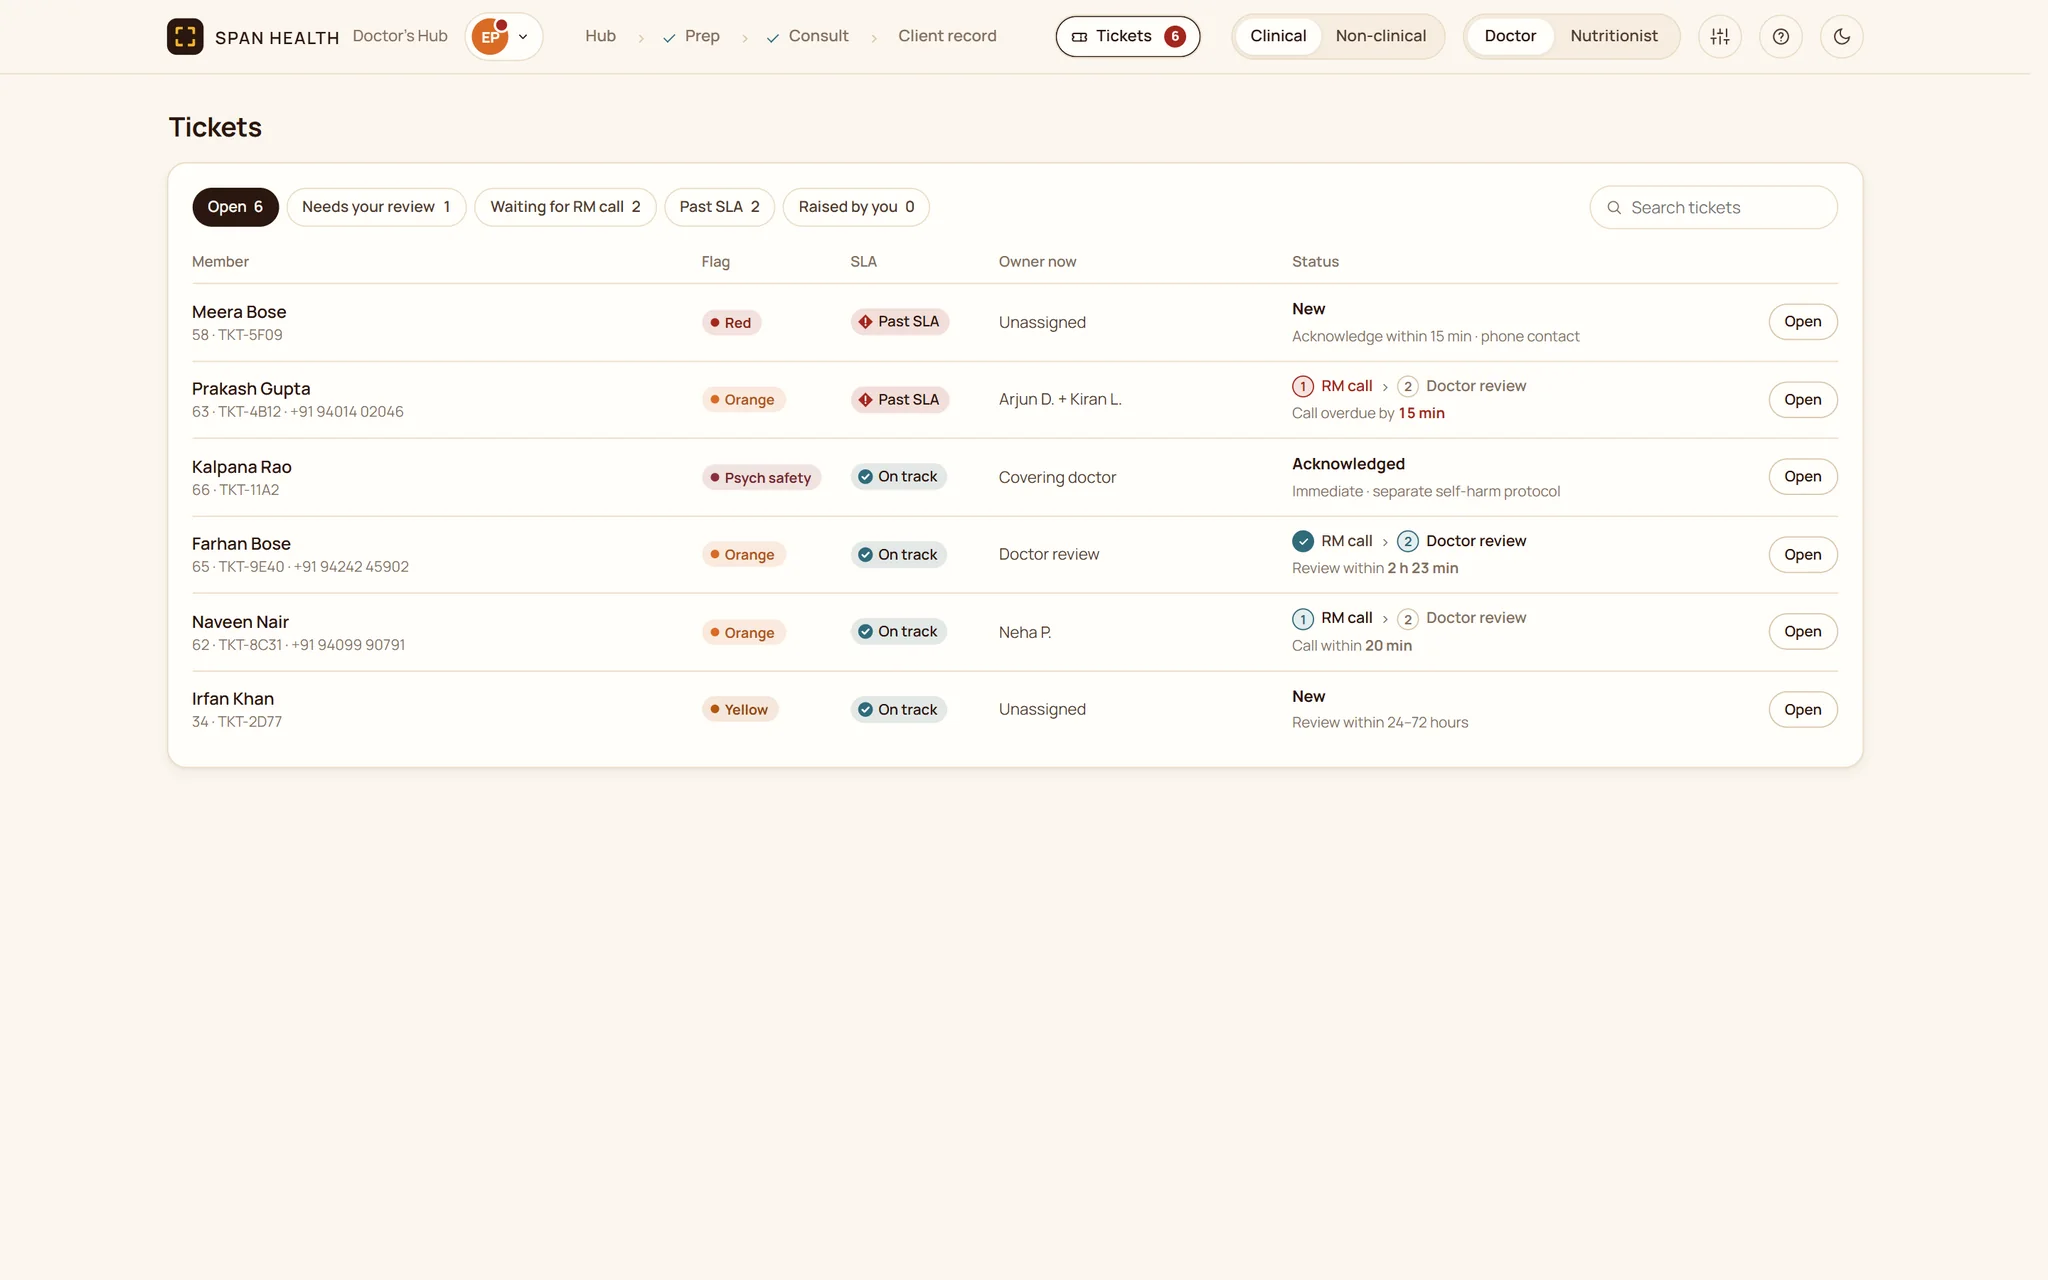 SPAN HEALTH Doctor's Hub EP Hub Prep Consult Client record Tickets 6 Clinical Non-clinical Doctor Nutritionist
Tickets
Open 6 Needs your review 1 Waiting for RM call 2 Past SLA 2 Raised by you 0 Search tickets
Member Flag SLA Owner now Status
Meera Bose
58 · TKT-5F09
Red
Past SLA
Unassigned
New
Acknowledge within 15 min · phone contact
Open
Prakash Gupta
63 · TKT-4B12 · +91 94014 02046
Orange
Past SLA
Arjun D. + Kiran L.
1 RM call › 2 Doctor review
Call overdue by 15 min
Open
Kalpana Rao
66 · TKT-11A2
Psych safety
On track
Covering doctor
Acknowledged
Immediate · separate self-harm protocol
Open
Farhan Bose
65 · TKT-9E40 · +91 94242 45902
Orange
On track
Doctor review
RM call › 2 Doctor review
Review within 2 h 23 min
Open
Naveen Nair
62 · TKT-8C31 · +91 94099 90791
Orange
On track
Neha P.
1 RM call › 2 Doctor review
Call within 20 min
Open
Irfan Khan
34 · TKT-2D77
Yellow
On track
Unassigned
New
Review within 24–72 hours
Open